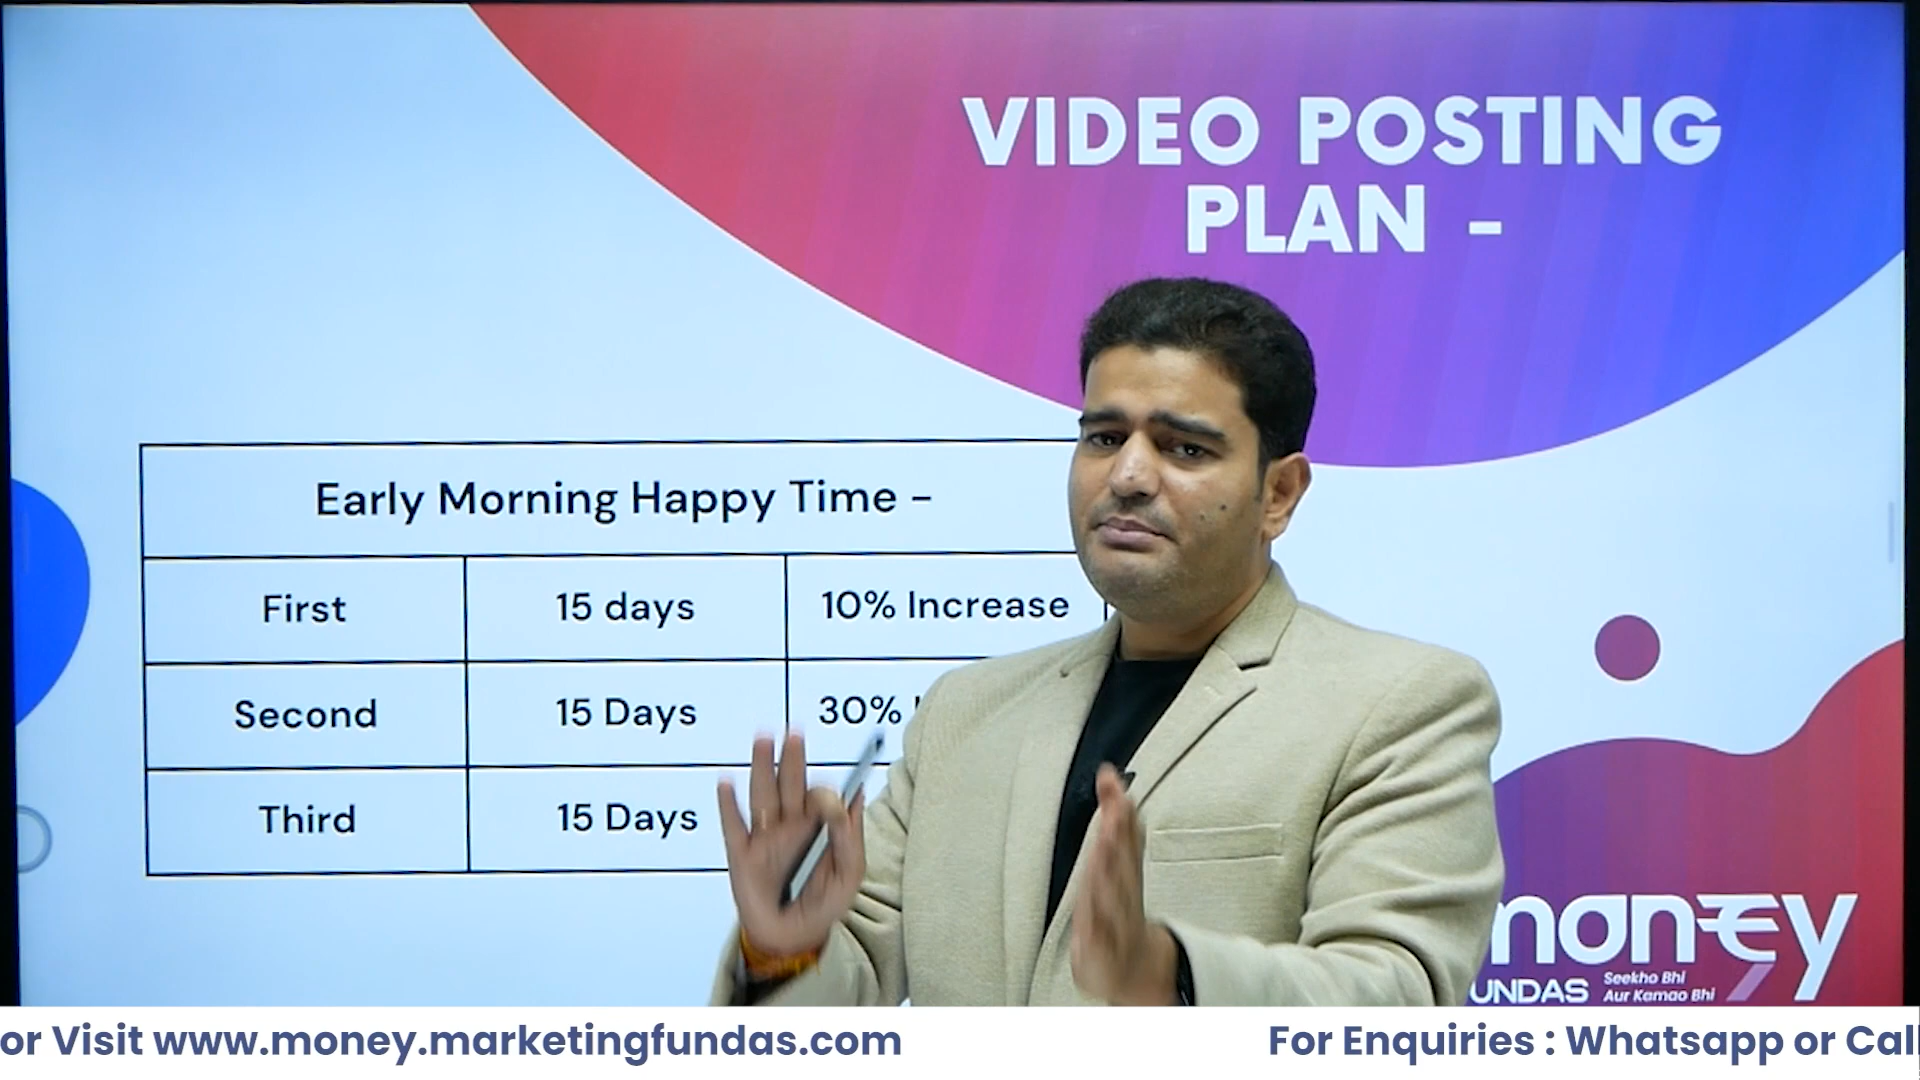 VIDEO POSTING
PLAN -
Early Morning Happy Time -
First 15 days 10% Increase
Second 15 Days 30%
Third 15 Days
money
UNDAS
Seekho Bhi
Aur Kamao Bhi
or Visit www.money.marketingfundas.com For Enquiries : Whatsapp or Call